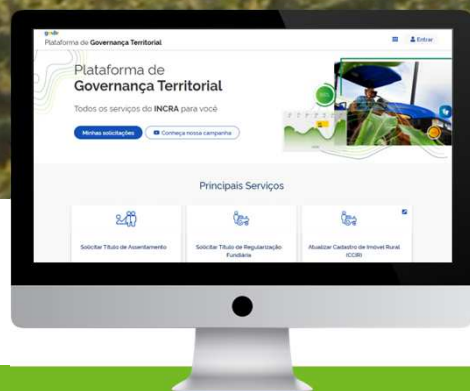 Plataforma de Governança Territorial
Entrar
Plataforma de
Governança Territorial
Todos os serviços do INCRA para você
Minhas solicitações
Conheça nossa campanha
Principais Serviços
Solicitar Título de Assentamento
Solicitar Título de Regularização
Fundiária
Atualizar Cadastro de Imóvel Rural
(CCIR)